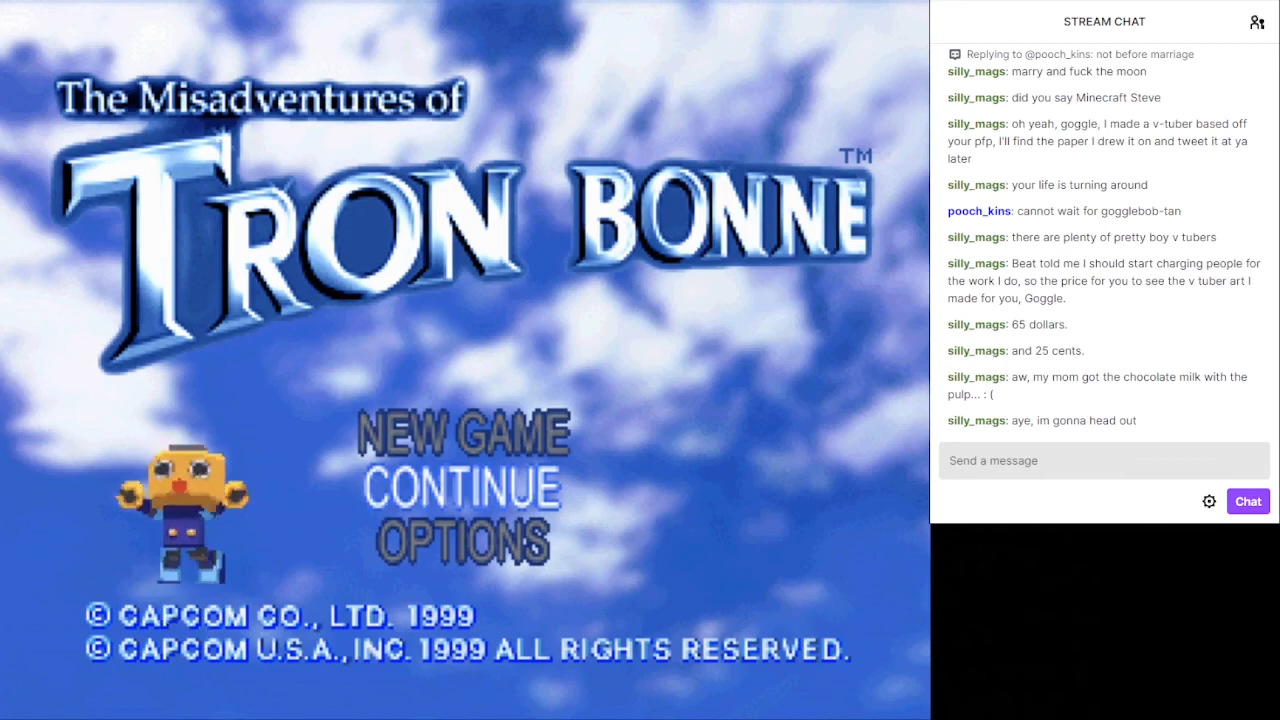 The Misadventures of
TRON BONNE
TM
NEW GAME
CONTINUE
OPTIONS
© CAPCOM CO., LTD. 1999
© CAPCOM U.S.A., INC. 1999 ALL RIGHTS RESERVED.
STREAM CHAT
Replying to @pooch_kins: not before marriage
silly_mags: marry and fuck the moon
silly_mags: did you say Minecraft Steve
silly_mags: oh yeah, goggle, I made a v-tuber based off
your pfp, I'll find the paper I drew it on and tweet it at ya
later
silly_mags: your life is turning around
pooch_kins: cannot wait for gogglebob-tan
silly_mags: there are plenty of pretty boy v tubers
silly_mags: Beat told me I should start charging people for
the work I do, so the price for you to see the v tuber art I
made for you, Goggle.
silly_mags: 65 dollars.
silly_mags: and 25 cents.
silly_mags: aw, my mom got the chocolate milk with the
pulp... : (
silly_mags: aye, im gonna head out
Send a message
Chat